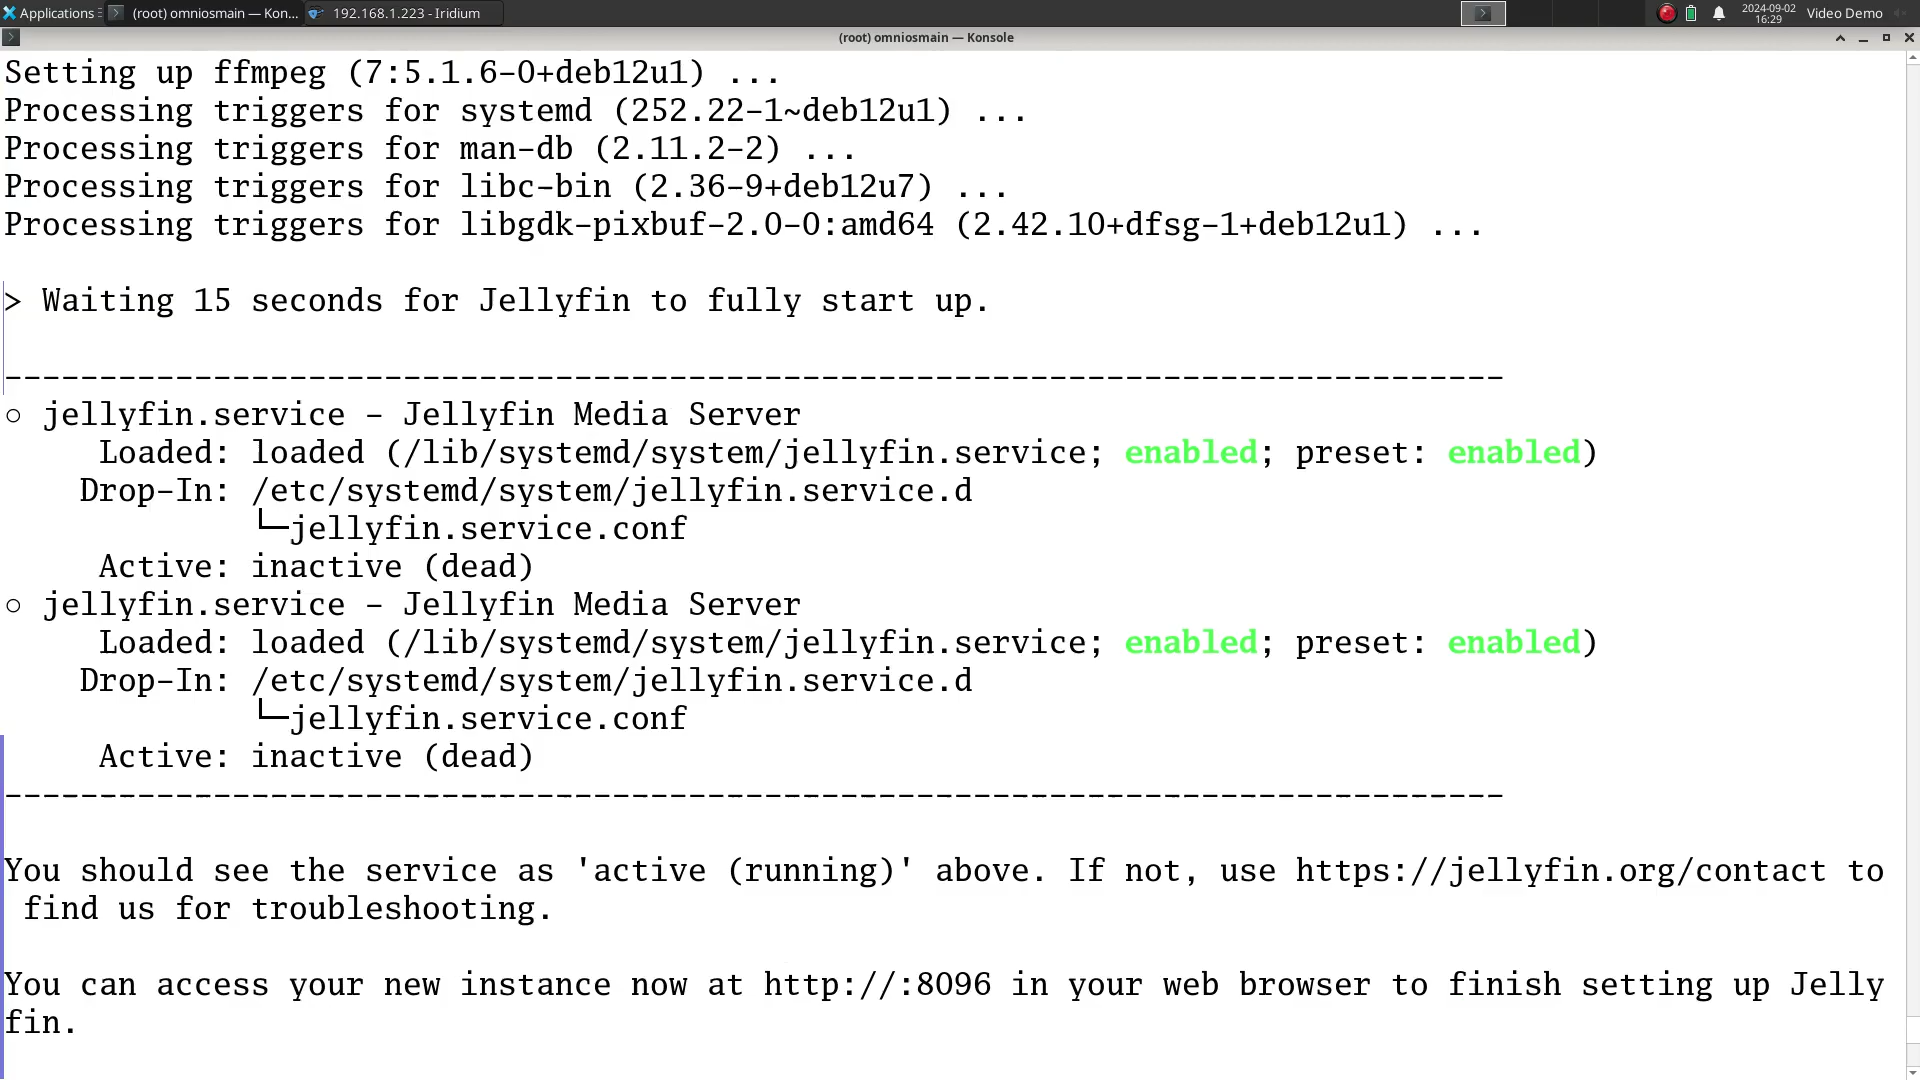 Applications
(root) omniosmain — Kon...
192.168.1.223 - Iridium
2024-09-02
16:29
Video Demo
(root) omniosmain — Konsole
Setting up ffmpeg (7:5.1.6-0+deb12u1) ...
Processing triggers for systemd (252.22-1~deb12u1) ...
Processing triggers for man-db (2.11.2-2) ...
Processing triggers for libc-bin (2.36-9+deb12u7) ...
Processing triggers for libgdk-pixbuf-2.0-0:amd64 (2.42.10+dfsg-1+deb12u1) ...
> Waiting 15 seconds for Jellyfin to fully start up.
-------------------------------------------------------------------------------
○ jellyfin.service - Jellyfin Media Server
Loaded: loaded (/lib/systemd/system/jellyfin.service; enabled; preset: enabled)
Drop-In: /etc/systemd/system/jellyfin.service.d
└─jellyfin.service.conf
Active: inactive (dead)
○ jellyfin.service - Jellyfin Media Server
Loaded: loaded (/lib/systemd/system/jellyfin.service; enabled; preset: enabled)
Drop-In: /etc/systemd/system/jellyfin.service.d
└─jellyfin.service.conf
Active: inactive (dead)
-------------------------------------------------------------------------------
You should see the service as 'active (running)' above. If not, use https://jellyfin.org/contact to
find us for troubleshooting.
You can access your new instance now at http://:8096 in your web browser to finish setting up Jelly
fin.